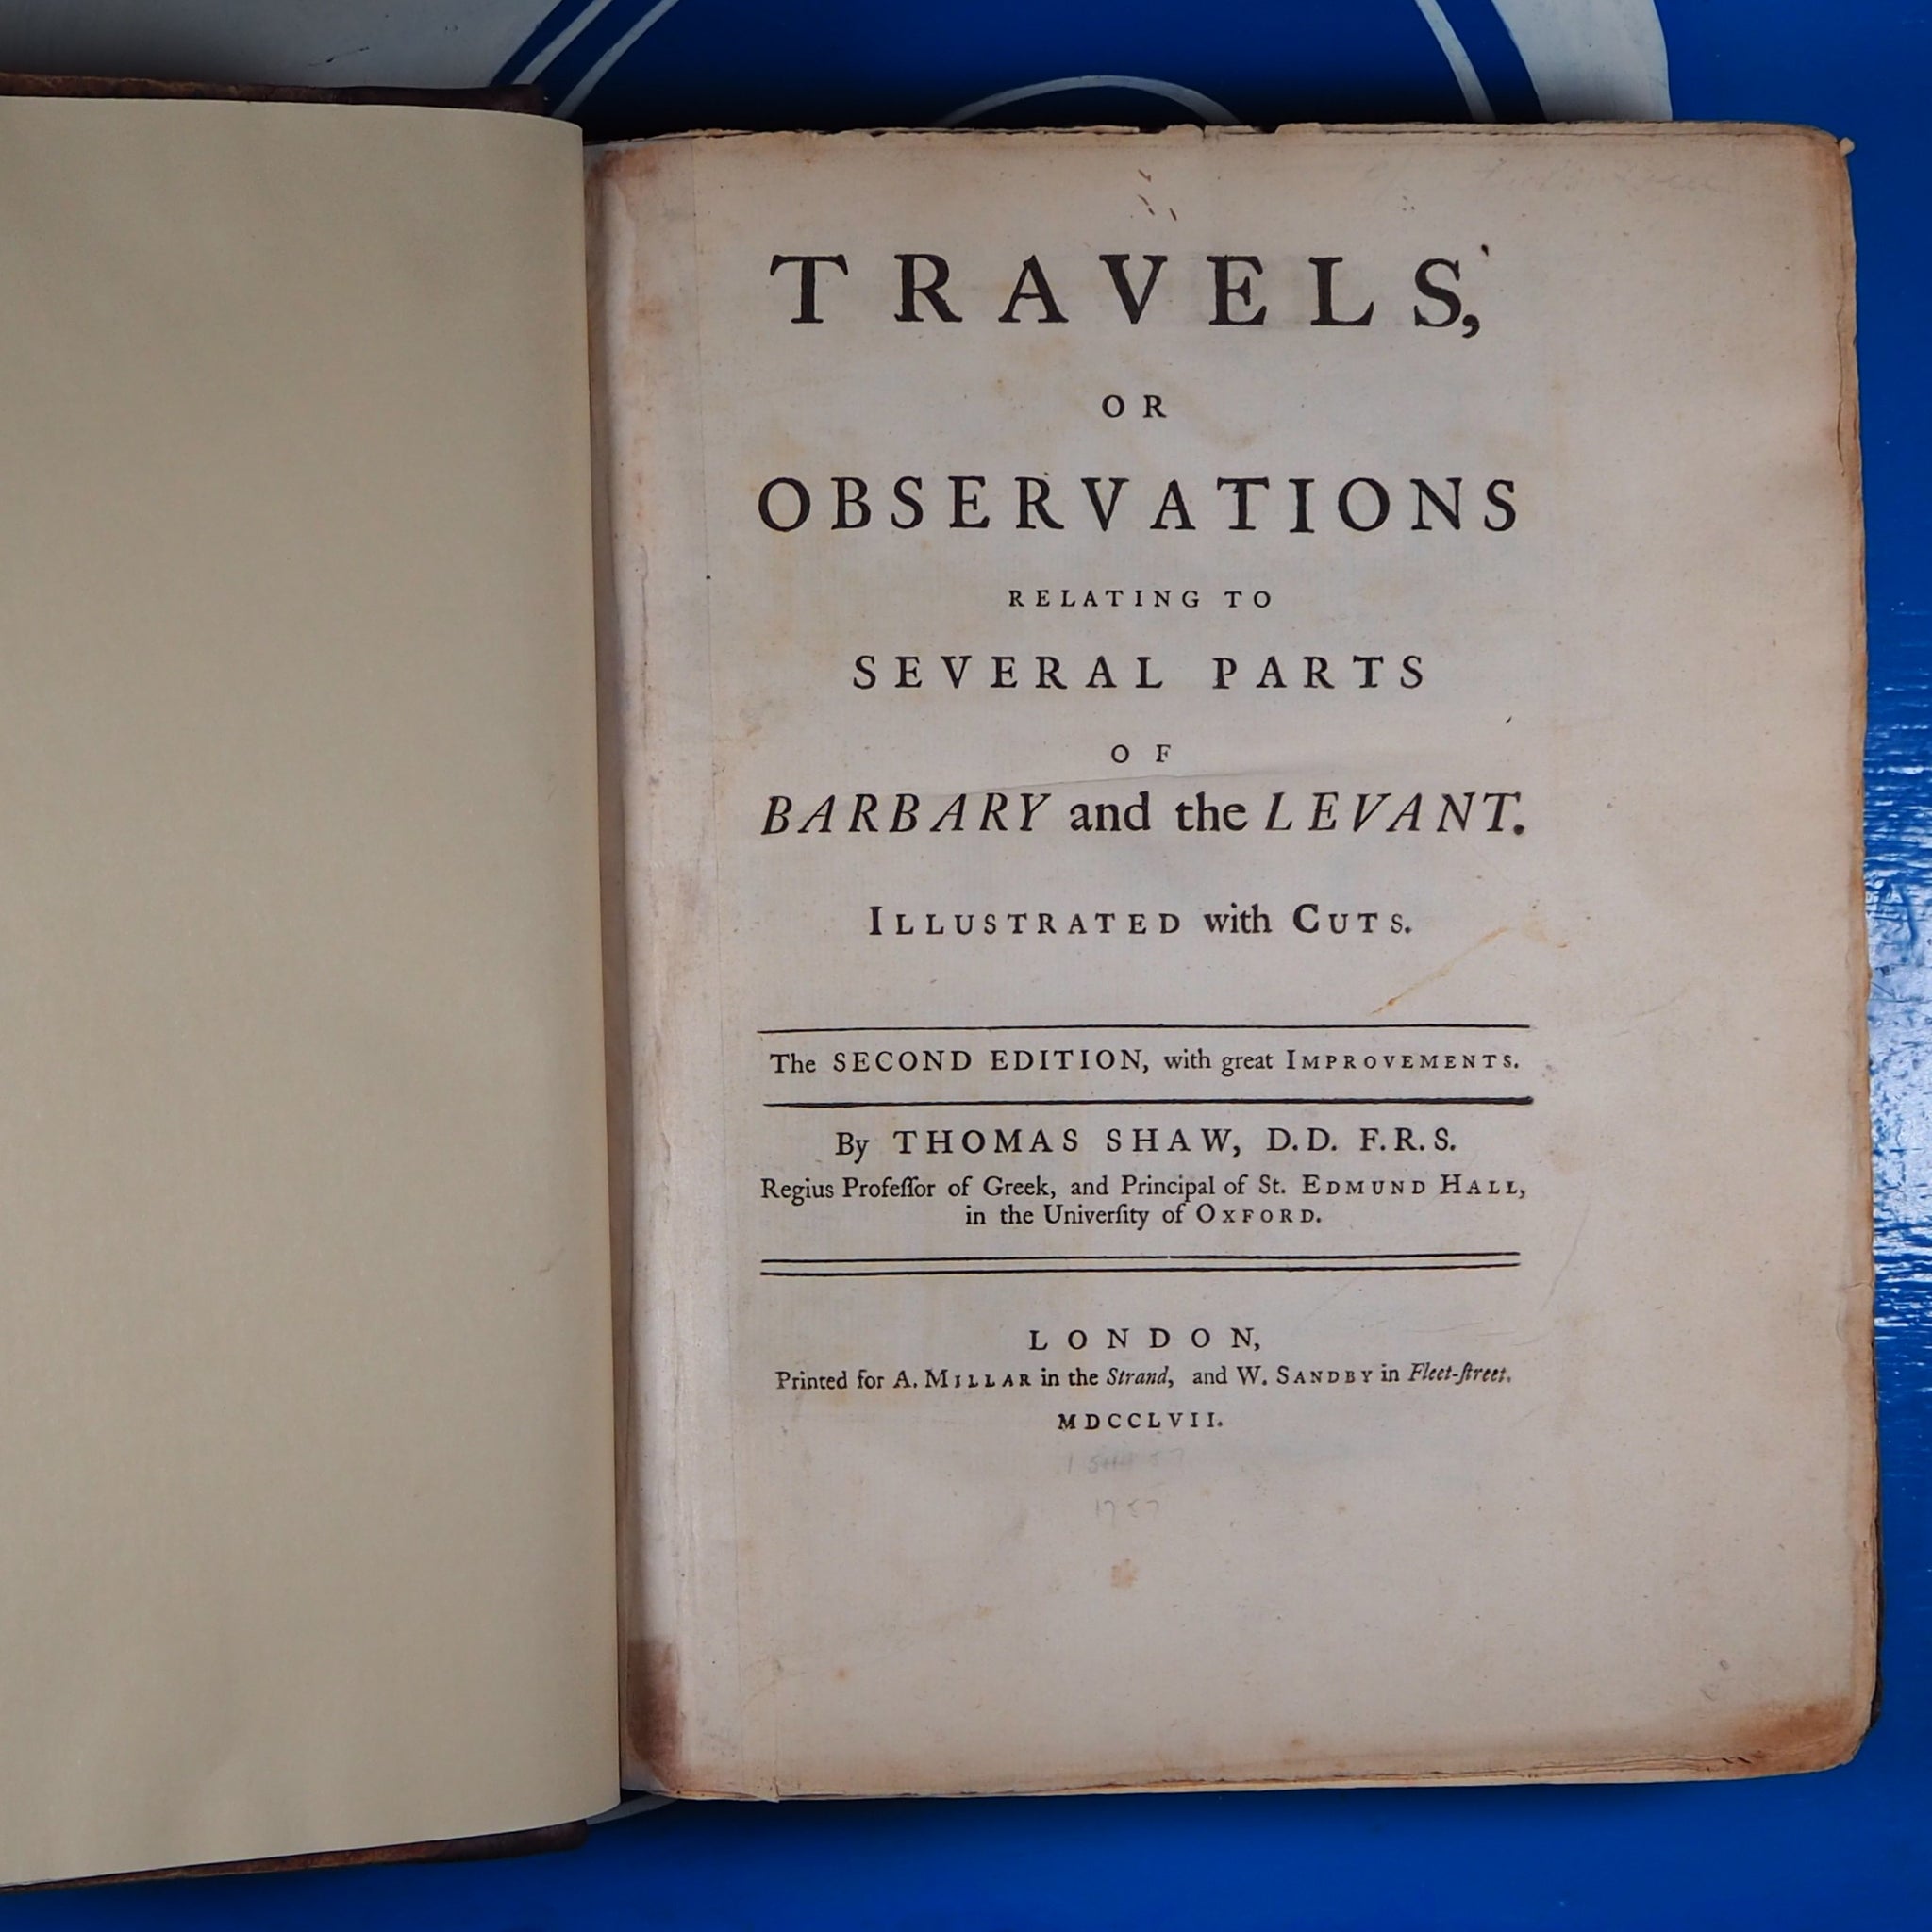 TRAVELS,
OR
OBSERVATIONS
RELATING TO
SEVERAL PARTS
OF
BARBARY and the LEVANT.
ILLUSTRATED with CUTS.
The SECOND EDITION, with great IMPROVEMENTS.
By THOMAS SHAW, D.D. F.R.S.
Regius Profeſſor of Greek, and Principal of St. EDMUND HALL,
in the Univerſity of OXFORD.
LONDON,
Printed for A. MILLAR in the Strand, and W. SANDBY in Fleet-ſtreet.
MDCCLVII.
1757